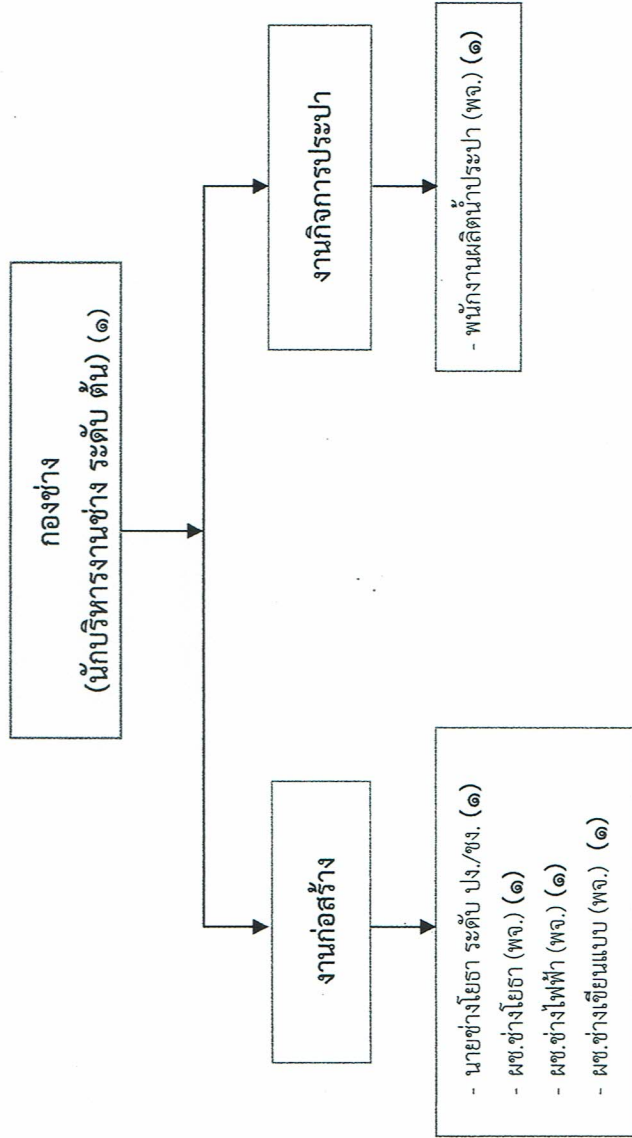 กองช่าง
(นักบริหารงานช่าง ระดับ ต้น) (๑)
งานก่อสร้าง
- นายช่างโยธา ระดับ ปง./ชง. (๑)
- ผช.ช่างโยธา (พจ.) (๑)
- ผช.ช่างไฟฟ้า (พจ.) (๑)
- ผช.ช่างเขียนแบบ (พจ.) (๑)
งานกิจการประปา
- พนักงานผลิตน้ำประปา (พจ.) (๑)